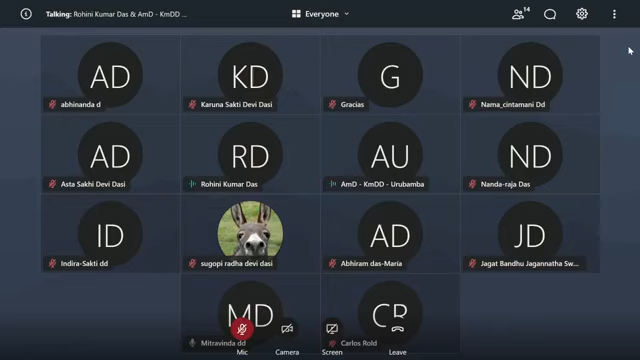 Talking: Rohini Kumar Das & AmD - KmDD ...
Everyone
14
AD
KD
G
ND
abhinanda d
Karuna Sakti Devi Dasi
Gracias
Nama_cintamani Dd
AD
RD
AU
ND
Asta Sakhi Devi Dasi
Rohini Kumar Das
AmD - KmDD - Urubamba
Nanda-raja Das
ID
AD
JD
Indira-Sakti dd
sugopi radha devi dasi
Abhiram das-María
Jagat Bandhu Jagannatha Sw...
MD
CR
Mitravinda dd
Carlos Rold
Mic
Camera
Screen
Leave